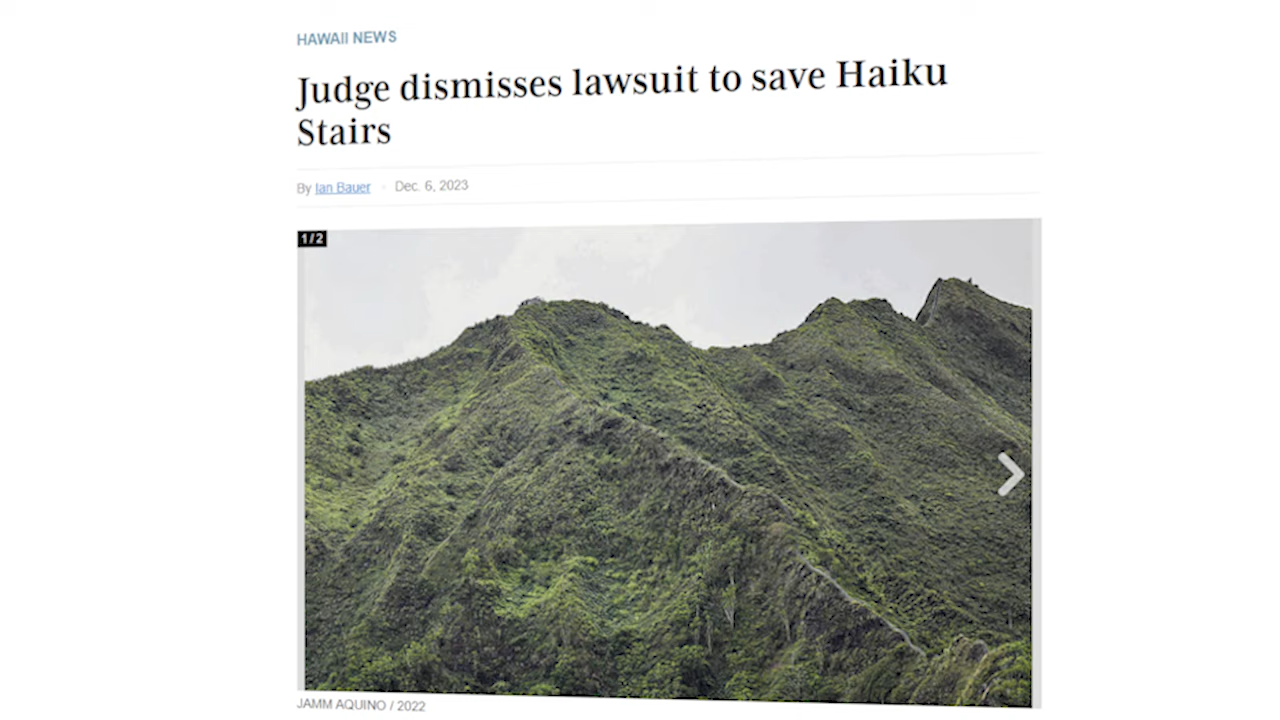 HAWAII NEWS
Judge dismisses lawsuit to save Haiku
Stairs
By Ian Bauer • Dec. 6, 2023
1/2
JAMM AQUINO / 2022